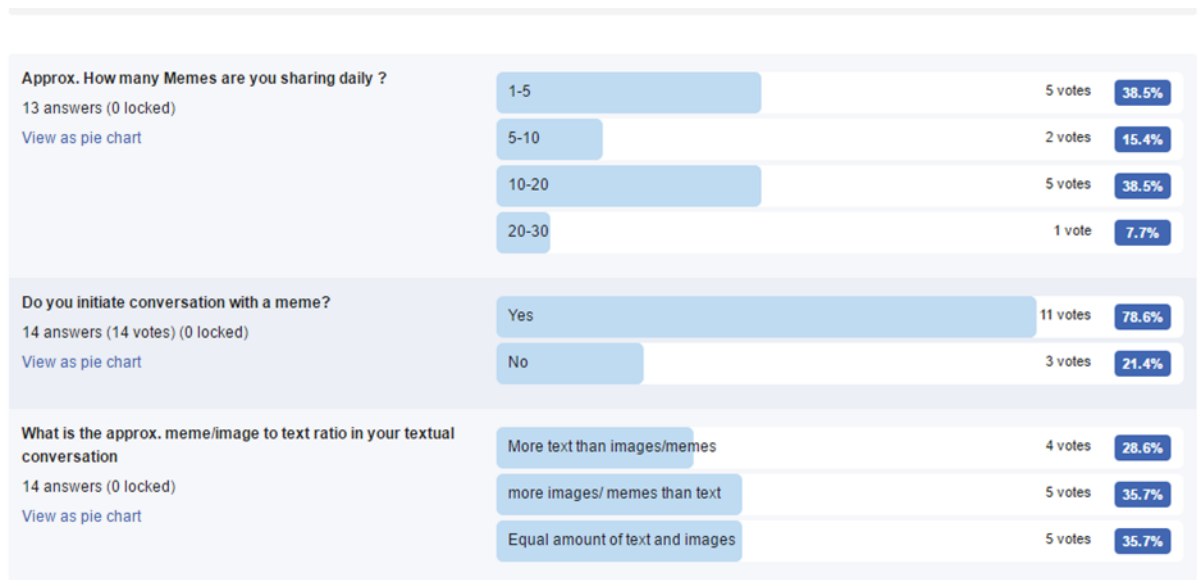 Approx. How many Memes are you sharing daily ?
13 answers (0 locked)
View as pie chart
1-5 5 votes 38.5%
5-10 2 votes 15.4%
10-20 5 votes 38.5%
20-30 1 vote 7.7%
Do you initiate conversation with a meme?
14 answers (14 votes) (0 locked)
View as pie chart
Yes 11 votes 78.6%
No 3 votes 21.4%
What is the approx. meme/image to text ratio in your textual
conversation
14 answers (0 locked)
View as pie chart
More text than images/memes 4 votes 28.6%
more images/ memes than text 5 votes 35.7%
Equal amount of text and images 5 votes 35.7%